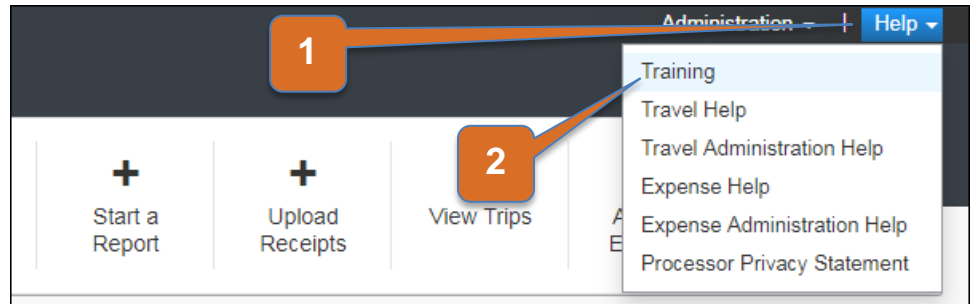 1
Administration
Help
Training
Travel Help
Travel Administration Help
Expense Help
Expense Administration Help
Processor Privacy Statement
2
+
Start a
Report
+
Upload
Receipts
View Trips
A
E